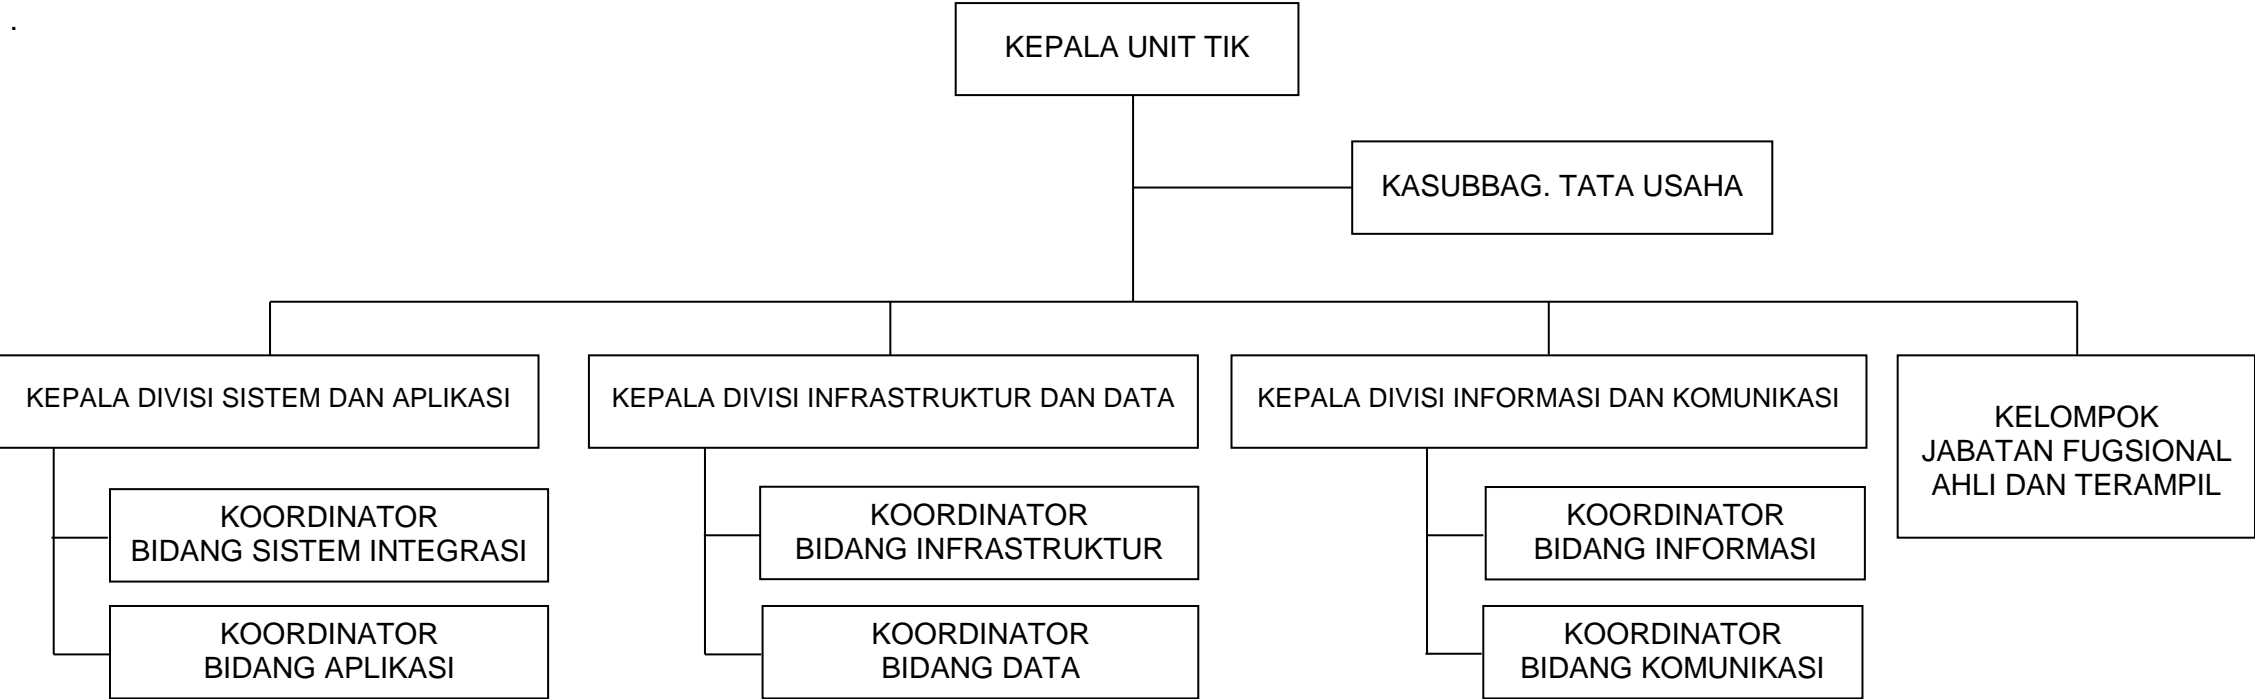 .
KEPALA UNIT TIK
KASUBBAG. TATA USAHA
KEPALA DIVISI SISTEM DAN APLIKASI
KEPALA DIVISI INFRASTRUKTUR DAN DATA
KEPALA DIVISI INFORMASI DAN KOMUNIKASI
KELOMPOK
JABATAN FUGSIONAL
AHLI DAN TERAMPIL
KOORDINATOR
BIDANG SISTEM INTEGRASI
KOORDINATOR
BIDANG INFRASTRUKTUR
KOORDINATOR
BIDANG INFORMASI
KOORDINATOR
BIDANG APLIKASI
KOORDINATOR
BIDANG DATA
KOORDINATOR
BIDANG KOMUNIKASI